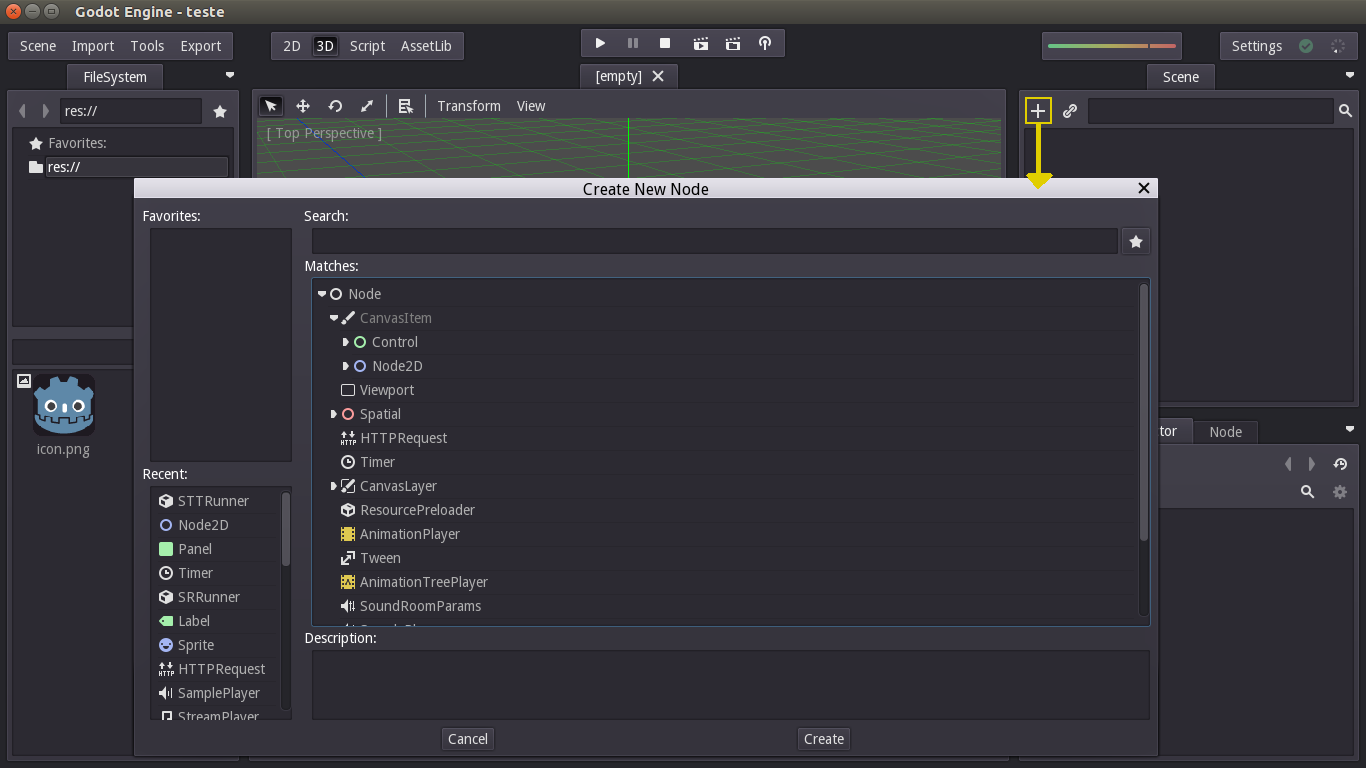 Godot Engine - teste
Scene Import Tools Export
2D 3D Script AssetLib
Settings
FileSystem
[empty]
Scene
res://
Transform View
Favorites:
res://
[ Top Perspective ]
icon.png
Create New Node
Favorites:
Search:
Matches:
Node
CanvasItem
Control
Node2D
Viewport
Spatial
HTTPRequest
Timer
CanvasLayer
ResourcePreloader
AnimationPlayer
Tween
AnimationTreePlayer
SoundRoomParams
Recent:
STTRunner
Node2D
Panel
Timer
SRRunner
Label
Sprite
HTTPRequest
SamplePlayer
StreamPlayer
Description:
Cancel
Create
tor
Node